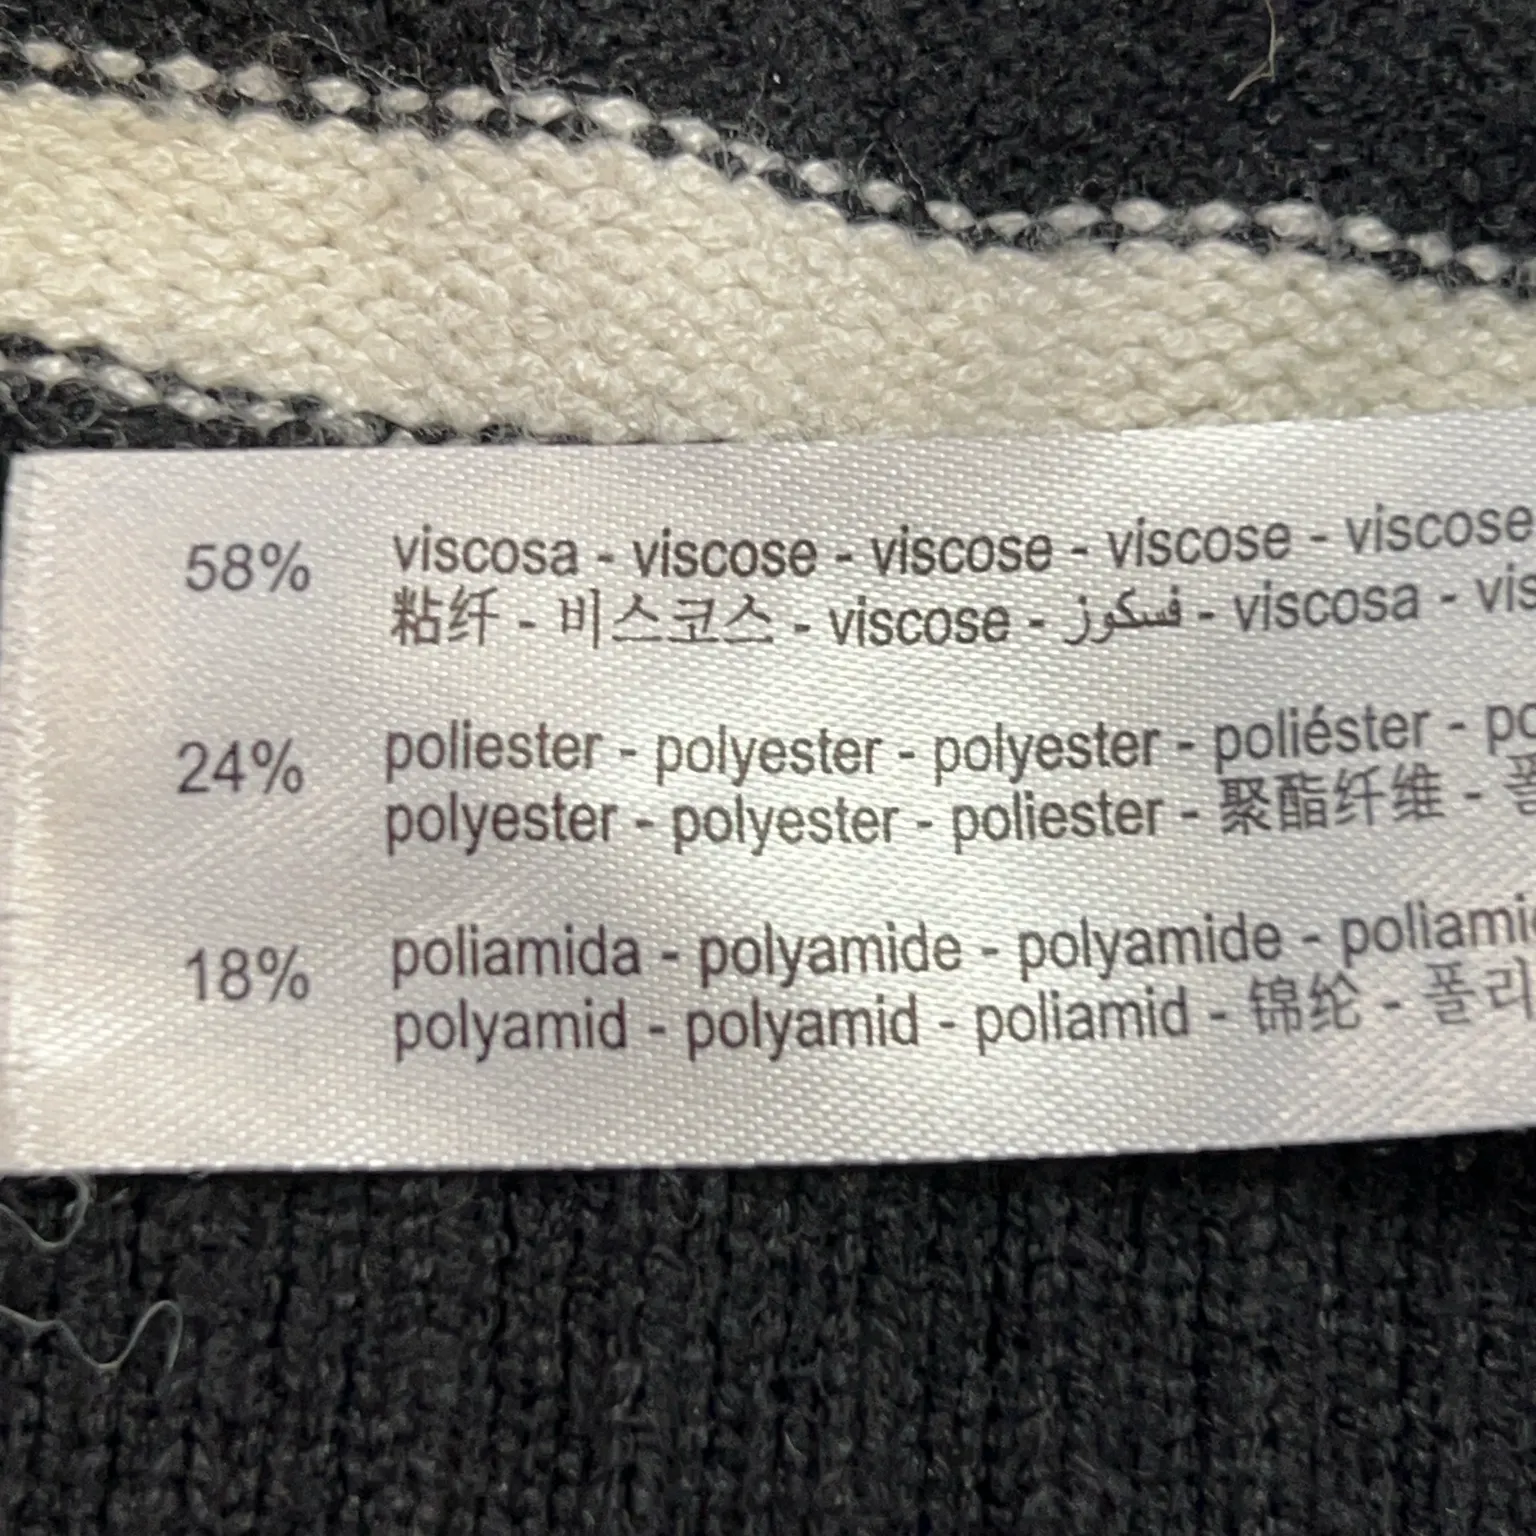 58% viscosa - viscose - viscose - viscose - viscose
粘纤 - 비스코스 - viscose - فسكوز - viscosa -
24% poliester - polyester - polyester - poliéster -
polyester - polyester - poliester - 聚酯纤维 -
18% poliamida - polyamide - polyamide -
polyamid - polyamid - poliamid - 锦纶 -